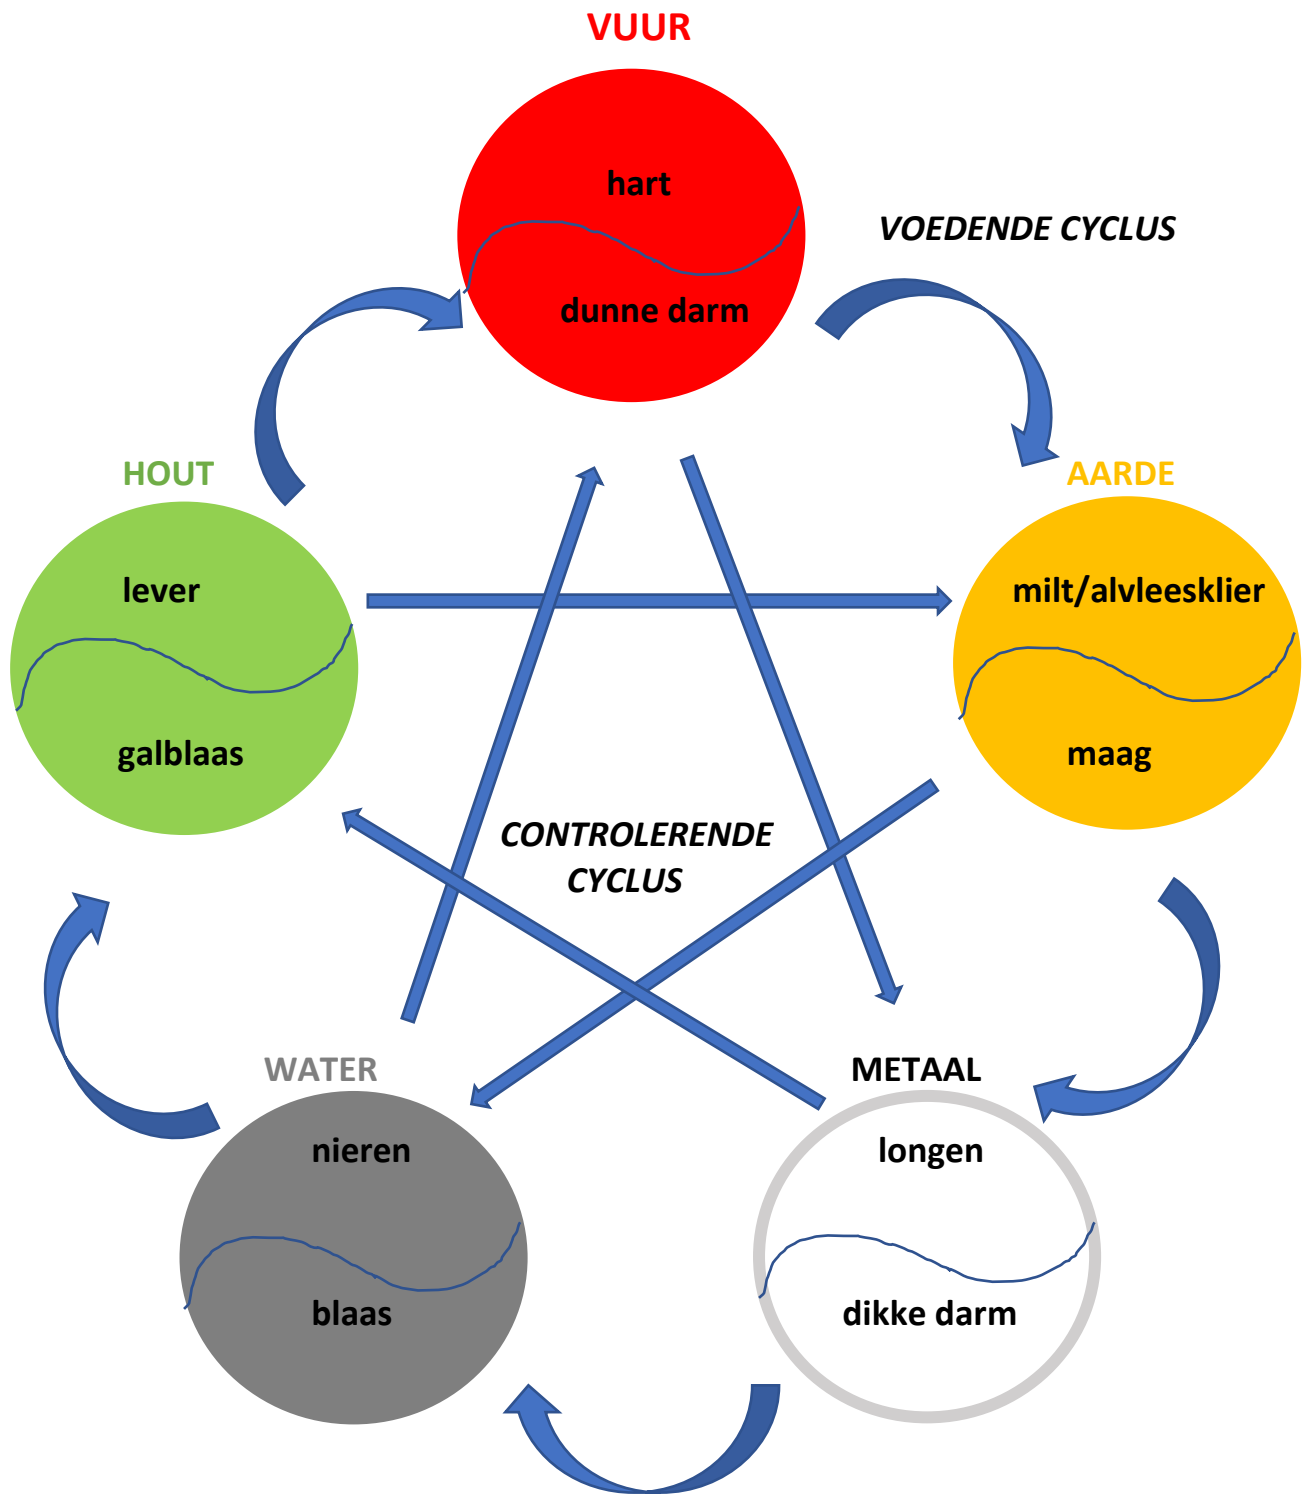 VUUR
hart
dunne darm
VOEDENDE CYCLUS
HOUT
lever
galblaas
AARDE
milt/alvleesklier
maag
CONTROLERENDE
CYCLUS
WATER
nieren
blaas
METAAL
longen
dikke darm